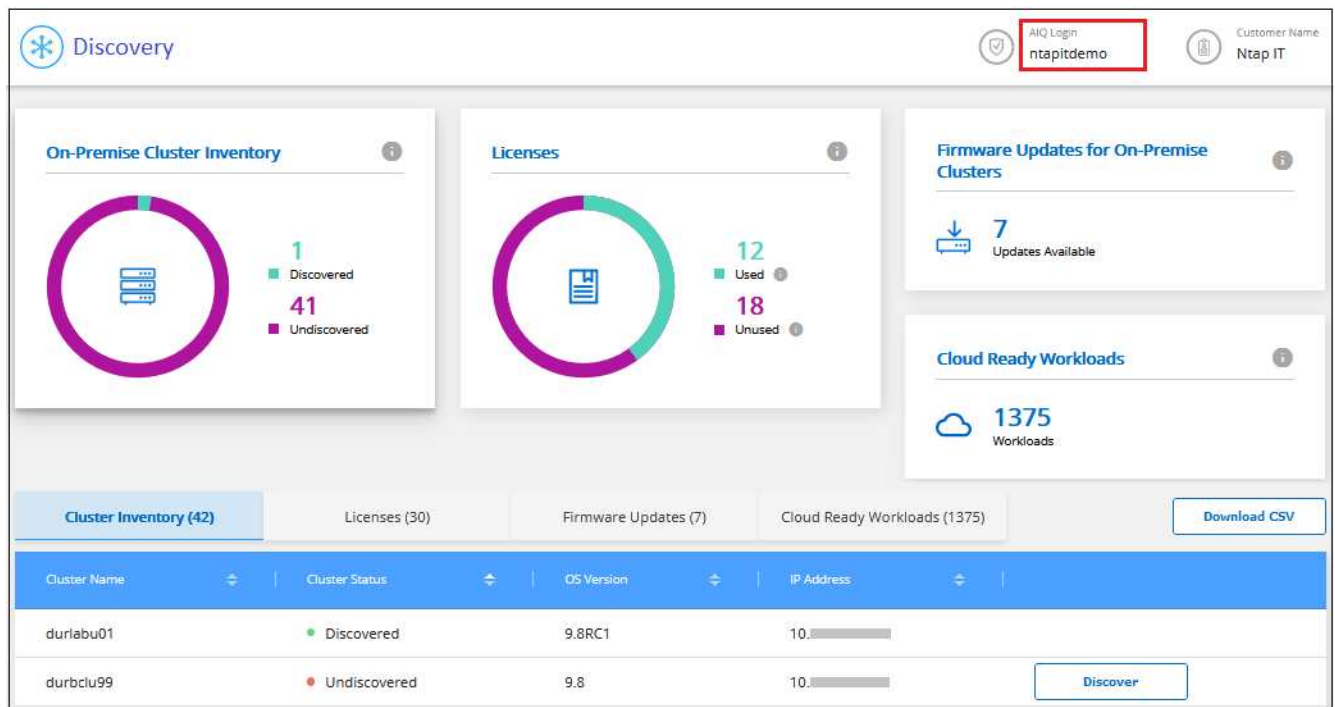 Discovery
AIQ Login
ntapitdemo
Customer Name
Ntap IT
On-Premise Cluster Inventory
1
Discovered
41
Undiscovered
Licenses
12
Used
18
Unused
Firmware Updates for On-Premise
Clusters
7
Updates Available
Cloud Ready Workloads
1375
Workloads
Cluster Inventory (42)
Licenses (30)
Firmware Updates (7)
Cloud Ready Workloads (1375)
Download CSV
Cluster Name
Cluster Status
OS Version
IP Address
durlabu01
Discovered
9.8RC1
10.
durbclu99
Undiscovered
9.8
10.
Discover